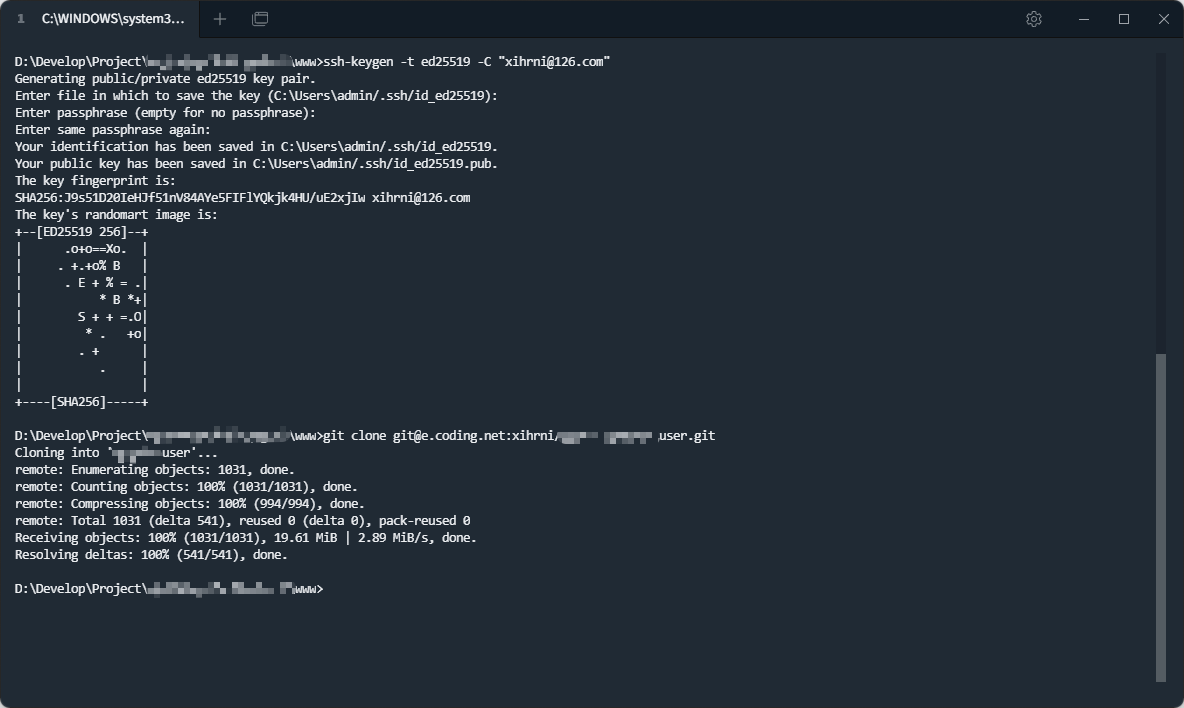 1 C:\WINDOWS\system3...
D:\Develop\Project\ \www>ssh-keygen -t ed25519 -C "xihrni@126.com"
Generating public/private ed25519 key pair.
Enter file in which to save the key (C:\Users\admin/.ssh/id_ed25519):
Enter passphrase (empty for no passphrase):
Enter same passphrase again:
Your identification has been saved in C:\Users\admin/.ssh/id_ed25519.
Your public key has been saved in C:\Users\admin/.ssh/id_ed25519.pub.
The key fingerprint is:
SHA256:J9s51D20IeHJf51nV84AYe5FIFlYQkjk4HU/uE2xjIw xihrni@126.com
The key's randomart image is:
+--[ED25519 256]--+
|      .o+o==Xo.  |
|     . +.+o% B   |
|      . E + % = .|
|           * B *+|
|        S + + =.O|
|         * .   +o|
|        . +      |
|           .     |
|                 |
+----[SHA256]-----+
D:\Develop\Project\ \www>git clone git@e.coding.net:xihrni/ user.git
Cloning into ' user'...
remote: Enumerating objects: 1031, done.
remote: Counting objects: 100% (1031/1031), done.
remote: Compressing objects: 100% (994/994), done.
remote: Total 1031 (delta 541), reused 0 (delta 0), pack-reused 0
Receiving objects: 100% (1031/1031), 19.61 MiB | 2.89 MiB/s, done.
Resolving deltas: 100% (541/541), done.
D:\Develop\Project\ www>